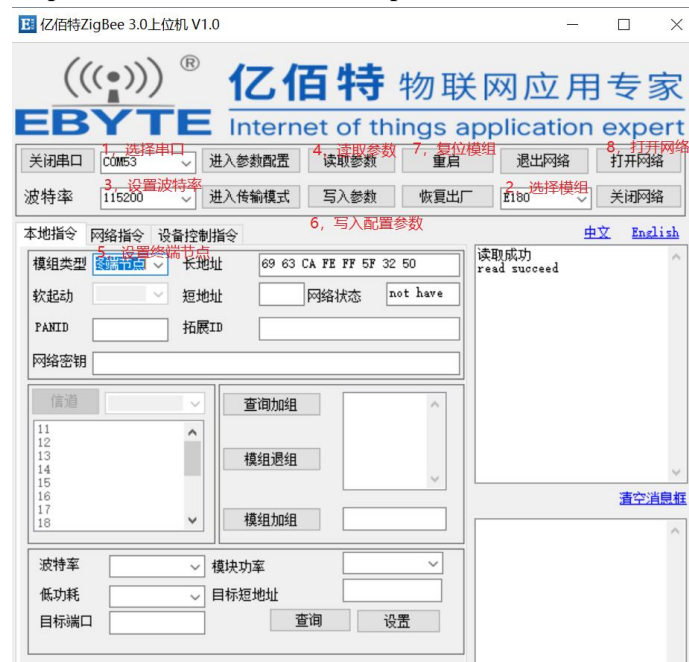 亿佰特ZigBee 3.0上位机 V1.0
®
亿佰特 物联网应用专家
EBYTE Internet of things application expert
1，选择串口
4，读取参数
7，复位模组
8，打开网络
关闭串口 COM53 进入参数配置 读取参数 重启 退出网络 打开网络
3，设置波特率
2，选择模组
波特率 115200 进入传输模式 写入参数 恢复出厂 E180 关闭网络
6，写入配置参数
本地指令 网络指令 设备控制指令
中文 English
5，设置终端节点
模组类型 终端节点 长地址 69 63 CA FE FF 5F 32 50
读取成功
read succeed
软起动 短地址 网络状态 not have
PANID 拓展ID
网络密钥
信道 查询加组
11
12
13
14
15
16
17
18
模组退组
模组加组
清空消息框
波特率 模块功率
低功耗 目标短地址
目标端口 查询 设置